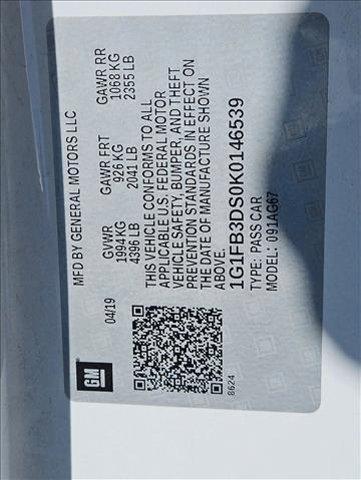 MFD BY GENERAL MOTORS LLC
04/19
GVWR
1994 KG
4396 LB
GAWR FRT
926 KG
2041 LB
GAWR RR
1068 KG
2355 LB
THIS VEHICLE CONFORMS TO ALL
APPLICABLE U.S. FEDERAL MOTOR
VEHICLE SAFETY, BUMPER, AND THEFT
PREVENTION STANDARDS IN EFFECT ON
THE DATE OF MANUFACTURE SHOWN
ABOVE.
1G1FB3DS0K0146539
TYPE: PASS CAR
MODEL: 091AG67
GM
8624